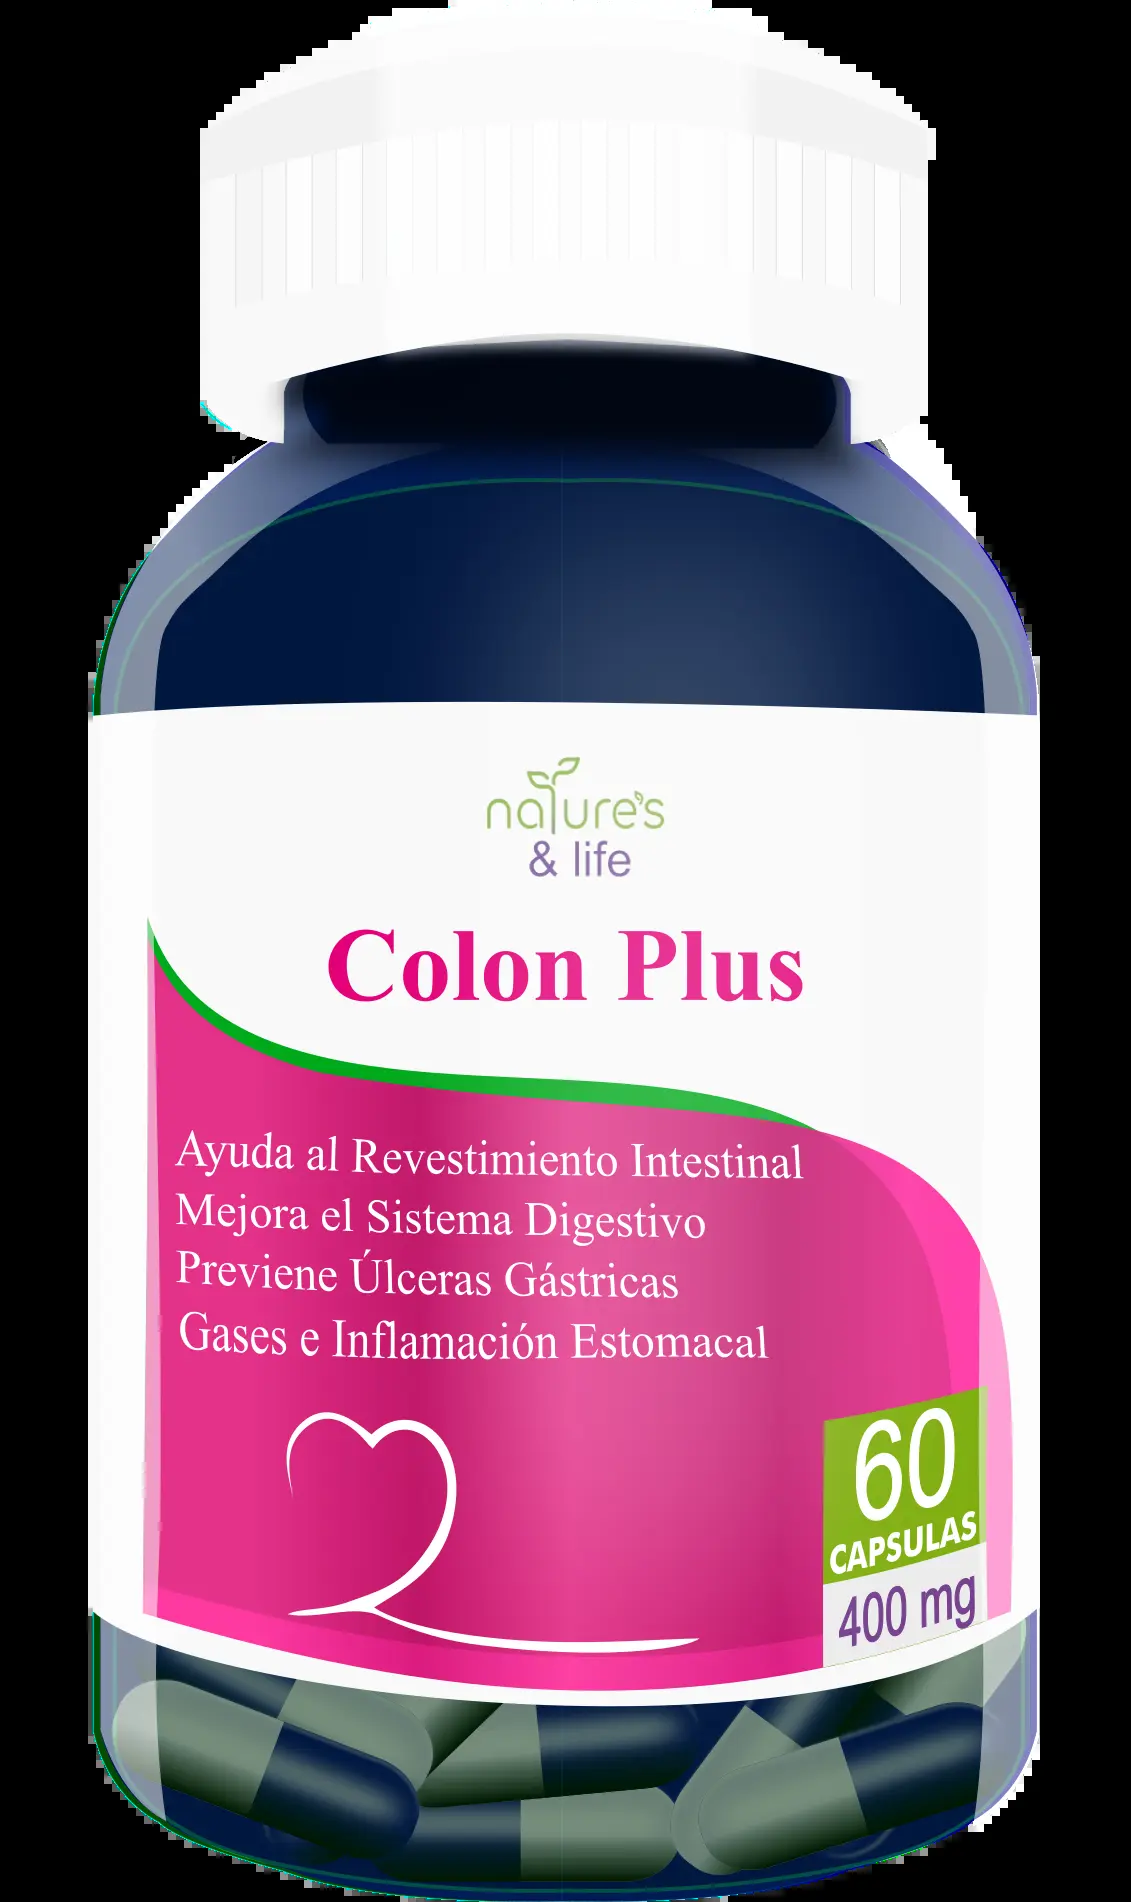 nature's
& life
Colon Plus
Ayuda al Revestimiento Intestinal
Mejora el Sistema Digestivo
Previene Úlceras Gástricas
Gases e Inflamación Estomacal
60
CAPSULAS
400 mg